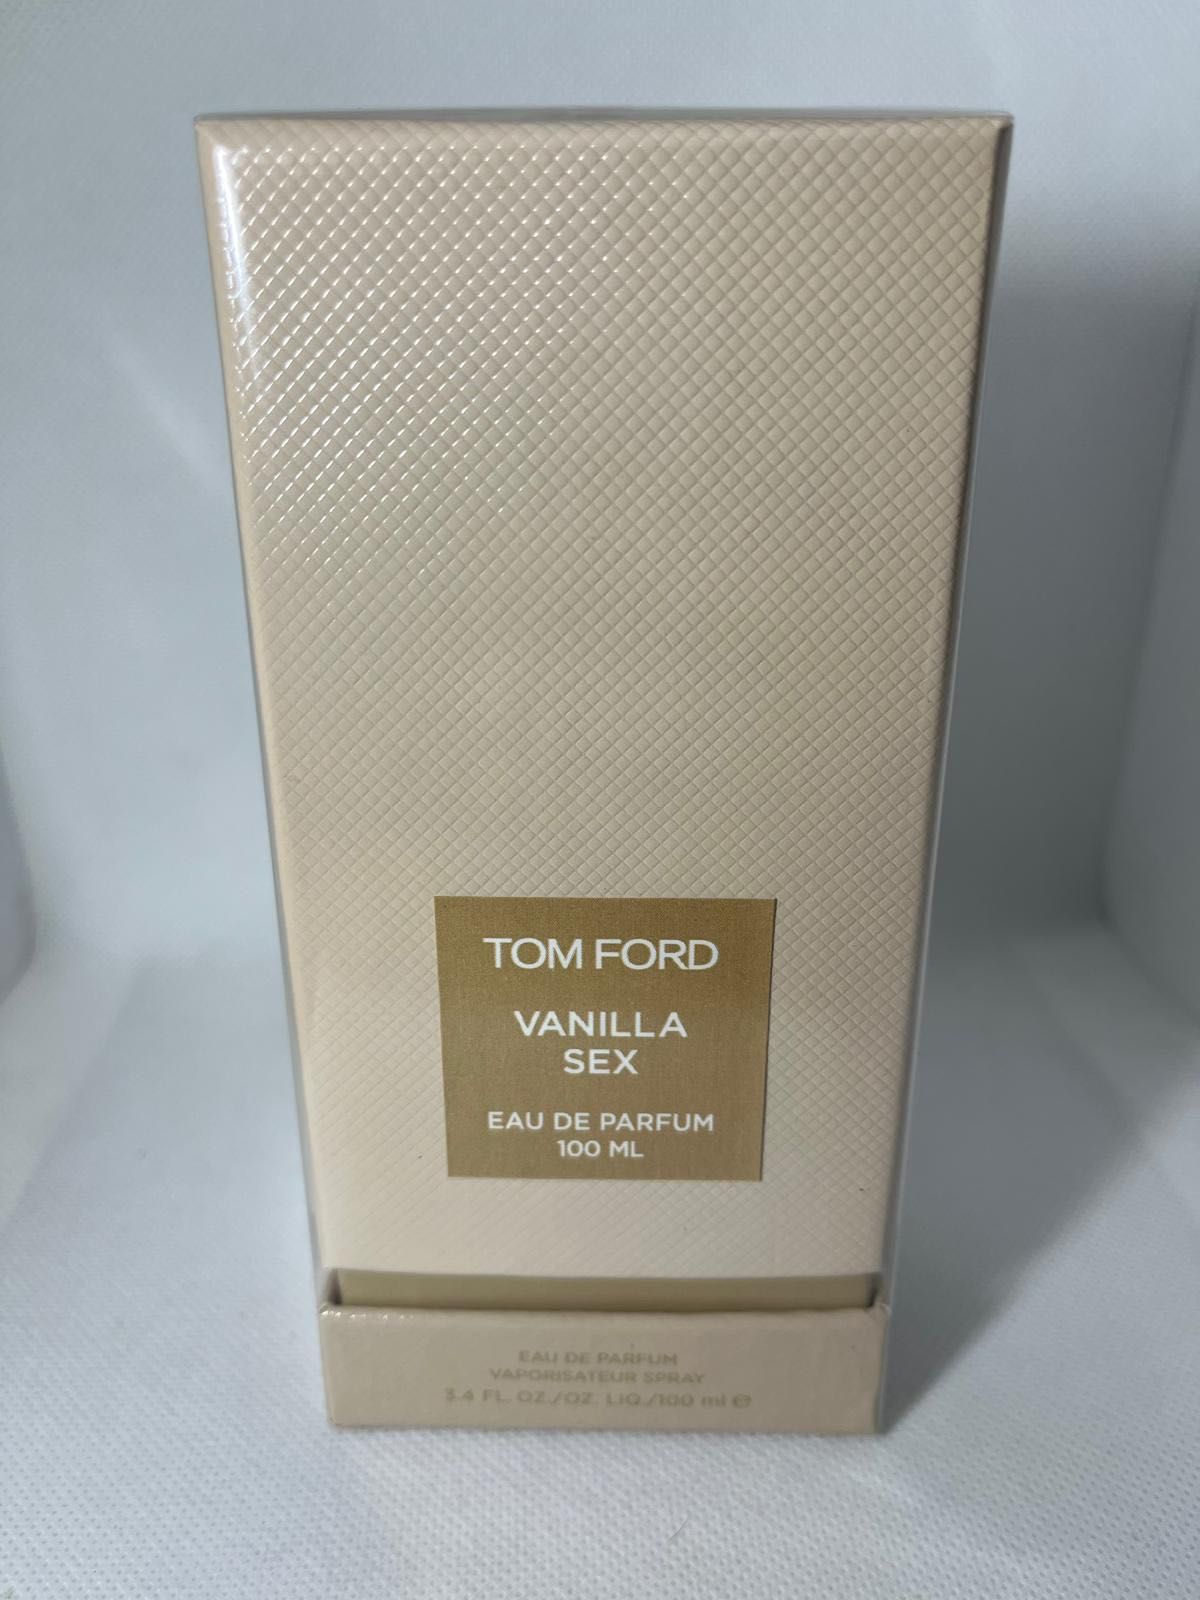 TOM FORD
VANILLA
SEX
EAU DE PARFUM
100 ML
EAU DE PARFUM
VAPORISATEUR SPRAY
3.4 FL. OZ./OZ. LIQ./100 ml ℮